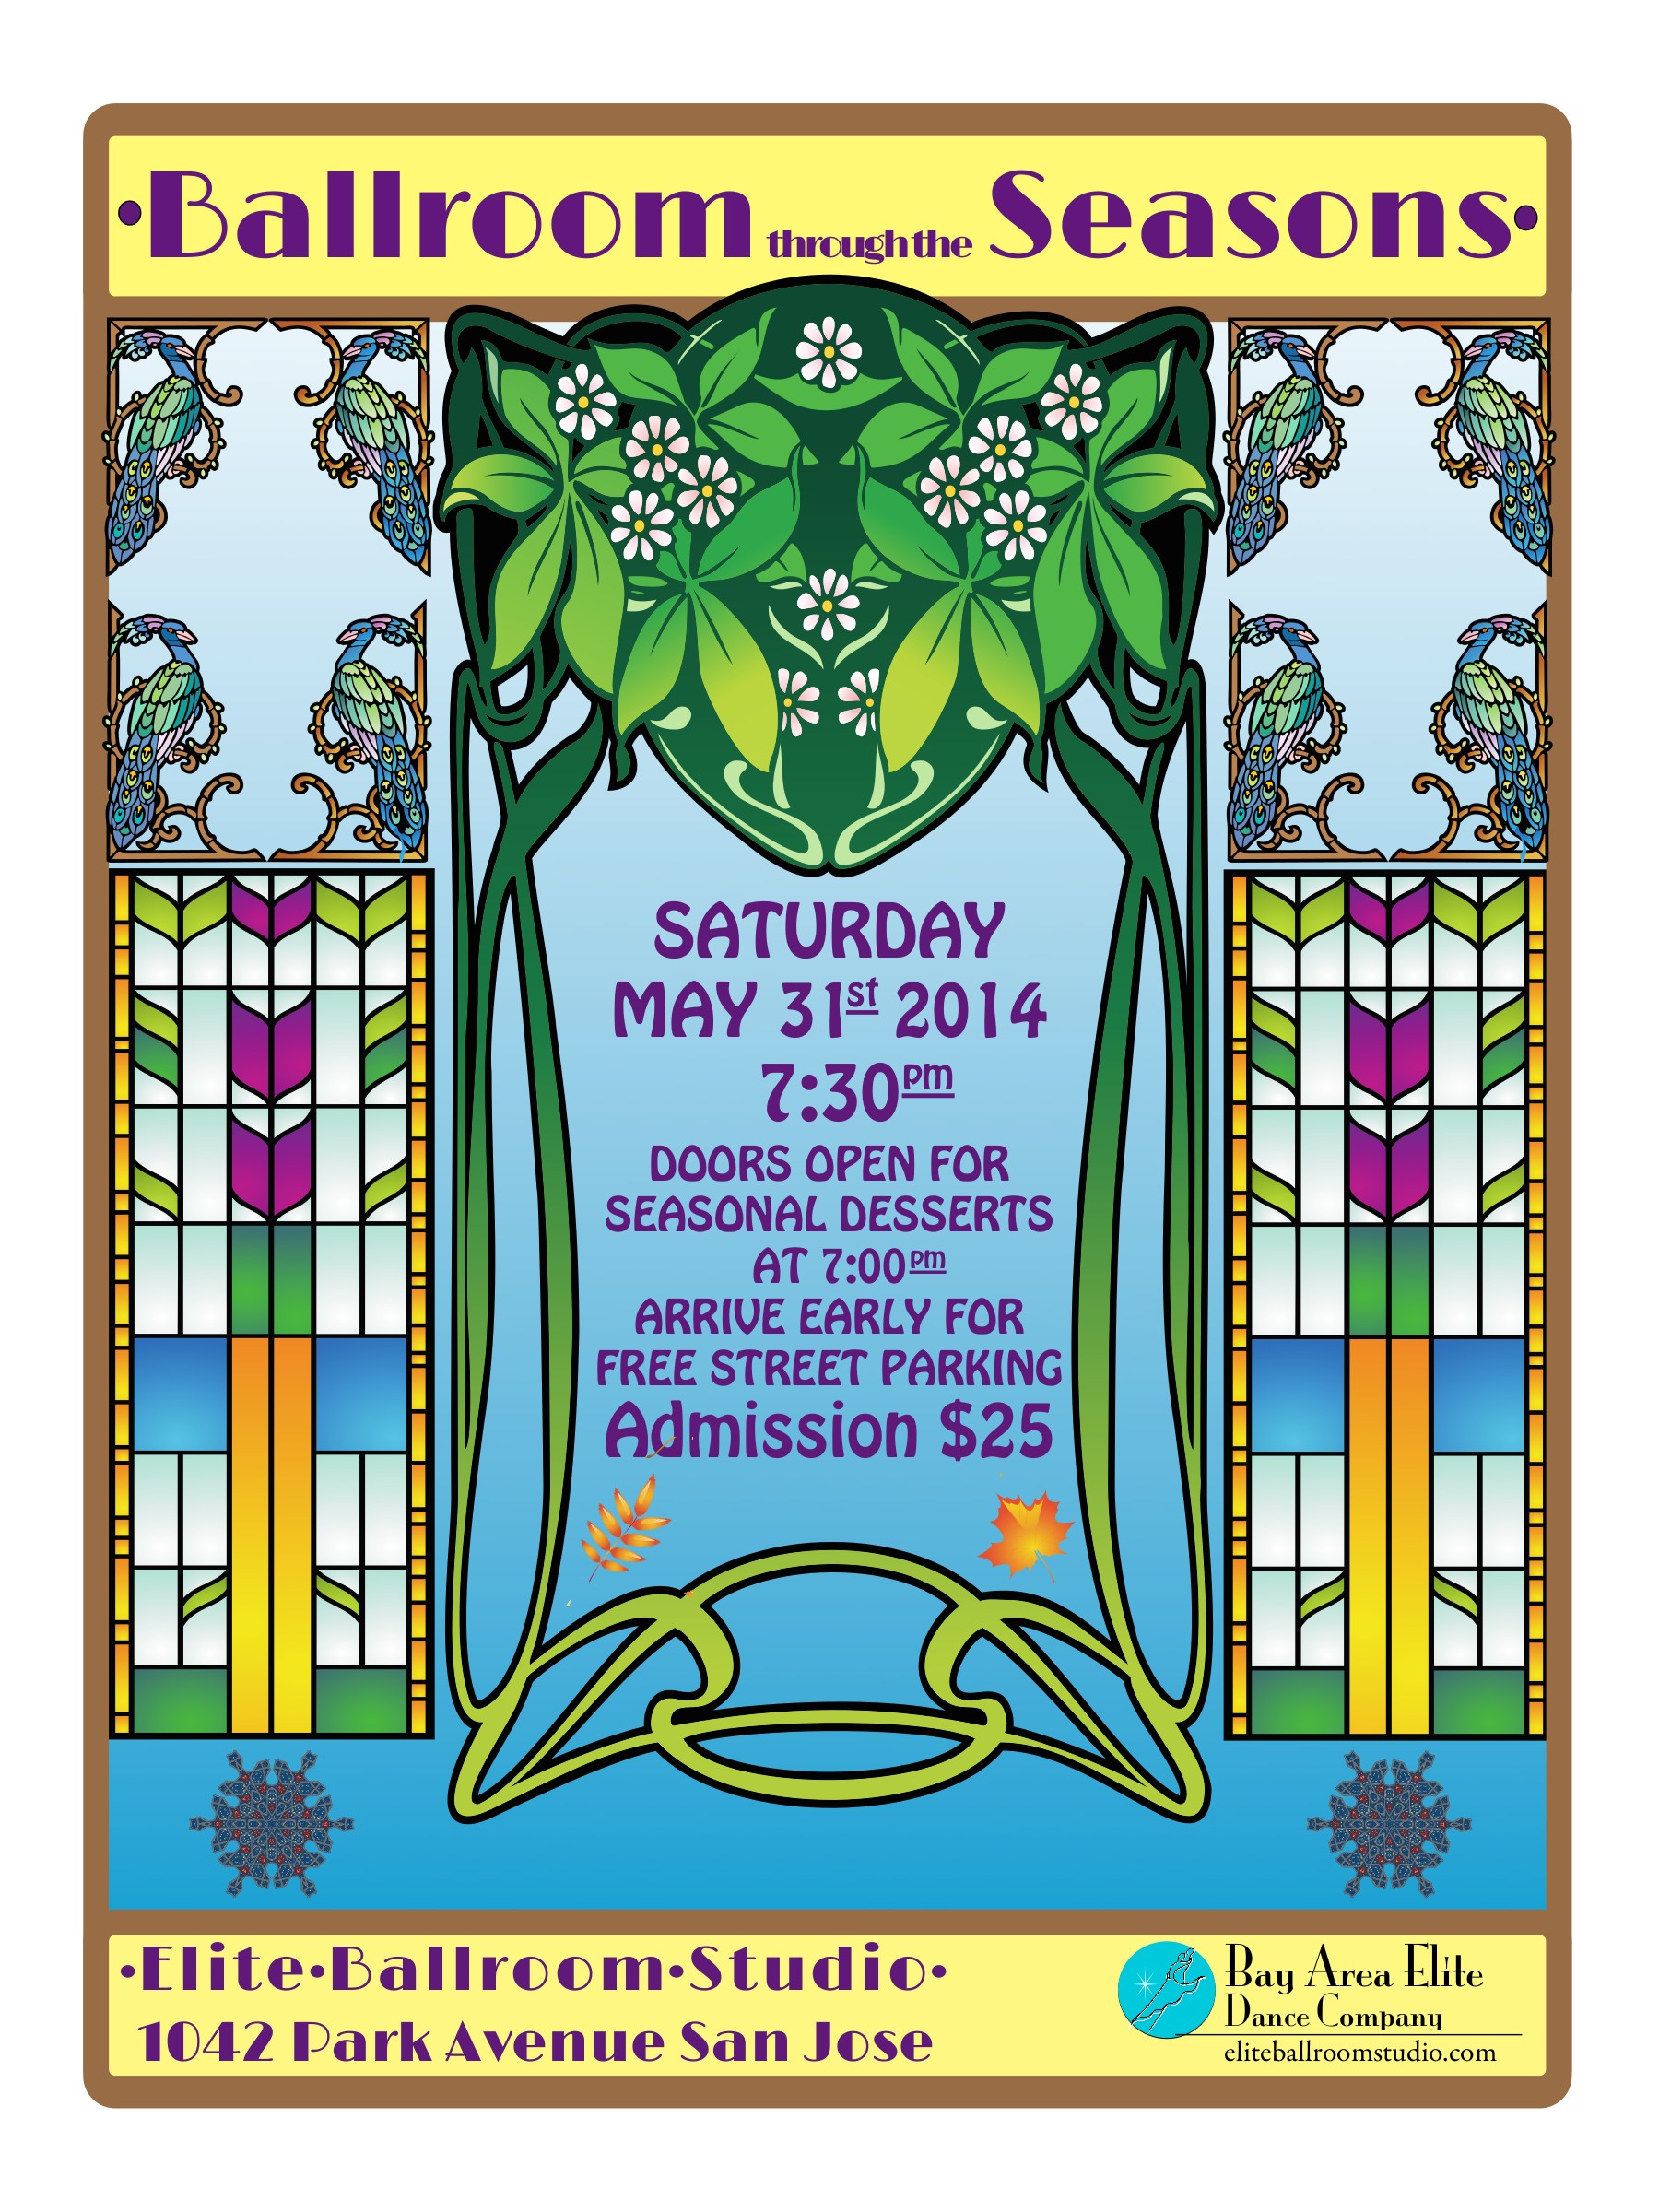 •Ballroom through the Seasons•
SATURDAY
MAY 31st 2014
7:30pm
DOORS OPEN FOR
SEASONAL DESSERTS
AT 7:00pm
ARRIVE EARLY FOR
FREE STREET PARKING
Admission $25
•Elite•Ballroom•Studio•
1042 Park Avenue San Jose
Bay Area Elite
Dance Company
eliteballroomstudio.com